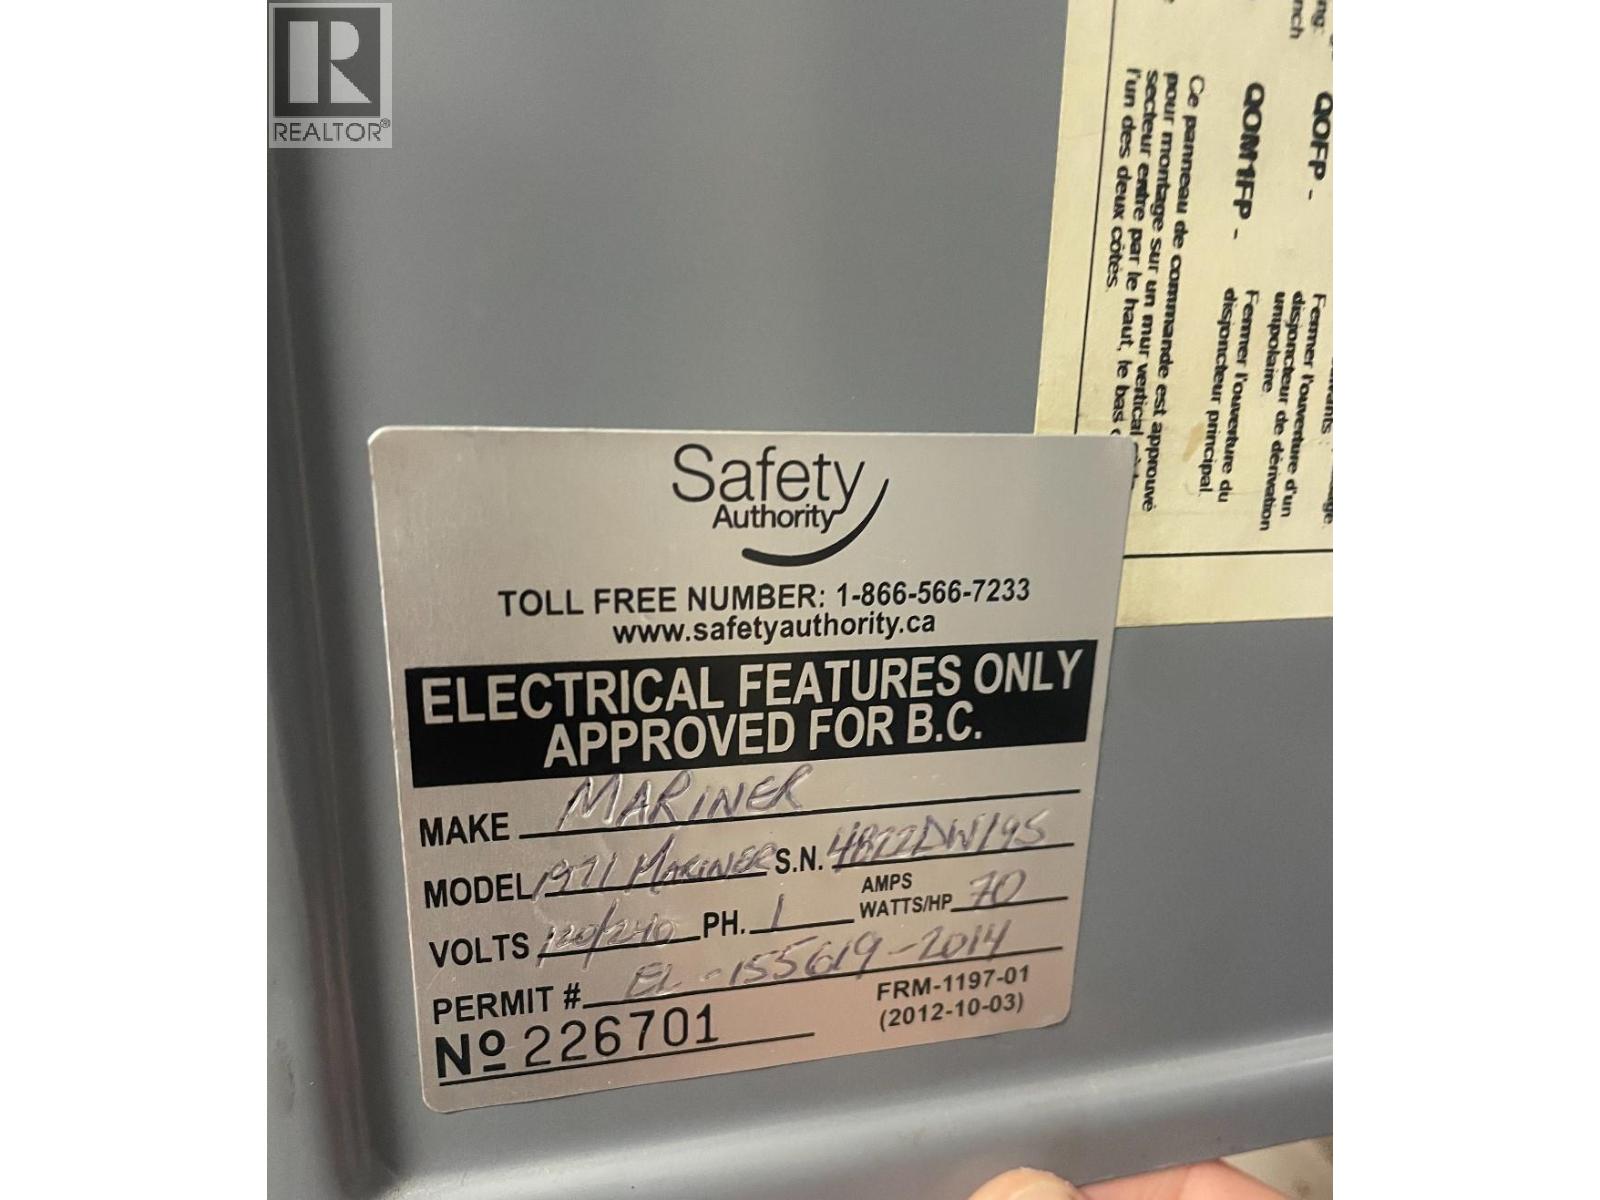 REALTOR®
Safety
Authority
TOLL FREE NUMBER: 1-866-566-7233
www.safetyauthority.ca
ELECTRICAL FEATURES ONLY
APPROVED FOR B.C.
MAKE MARINER
MODEL 1971 MARINER S.N. 4B22DW195
VOLTS 120/240 PH. 1 AMPS WATTS/HP 70
PERMIT # EL-155619-2014
Nº 226701 FRM-1197-01
(2012-10-03)
QOFP - Fermer l'ouverture d'un
disjoncteur de dérivation
unipolaire.
QOM1FP - Fermer l'ouverture du
disjoncteur principal.
Ce panneau de commande est approuvé
pour montage sur un mur vertical
secteur entre par le haut, le bas
l'un des deux côtés.